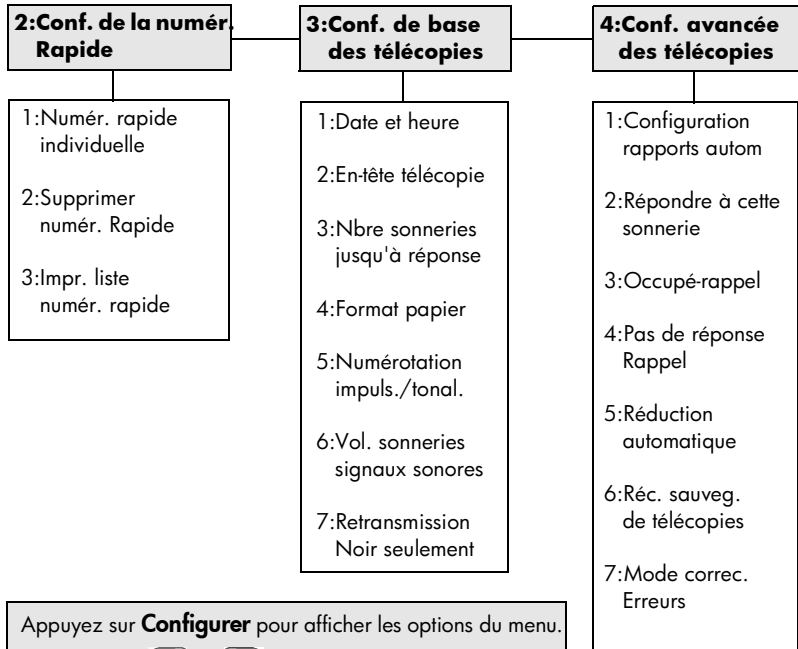 2:Conf. de la numér.
Rapide
1:Numér. rapide
individuelle
2:Supprimer
numér. Rapide
3:Impr. liste
numér. rapide
3:Conf. de base
des télécopies
1:Date et heure
2:En-tête télécopie
3:Nbre sonneries
jusqu'à réponse
4:Format papier
5:Numérotation
impuls./tonal.
6:Vol. sonneries
signaux sonores
7:Retransmission
Noir seulement
4:Conf. avancée
des télécopies
1:Configuration
rapports autom
2:Répondre à cette
sonnerie
3:Occupé-rappel
4:Pas de réponse
Rappel
5:Réduction
automatique
6:Réc. sauveg.
de télécopies
7:Mode correc.
Erreurs
Appuyez sur Configurer pour afficher les options du menu.